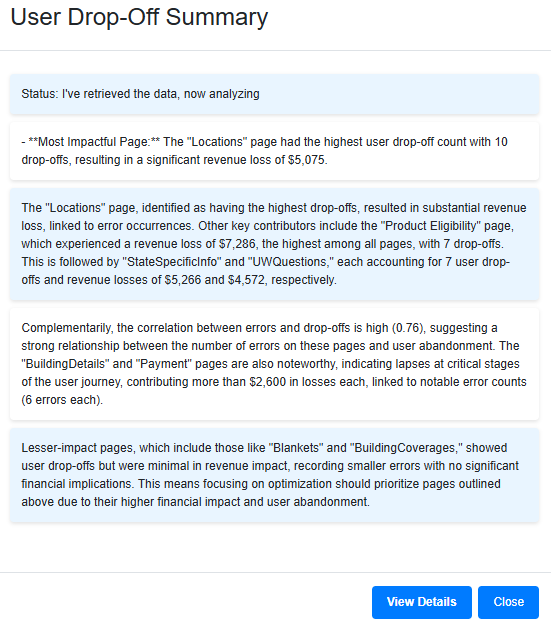 User Drop-Off Summary
Status: I've retrieved the data, now analyzing
- **Most Impactful Page:** The "Locations" page had the highest user drop-off count with 10
drop-offs, resulting in a significant revenue loss of $5,075.
The "Locations" page, identified as having the highest drop-offs, resulted in substantial revenue
loss, linked to error occurrences. Other key contributors include the "Product Eligibility" page,
which experienced a revenue loss of $7,286, the highest among all pages, with 7 drop-offs.
This is followed by "StateSpecificInfo" and "UWQuestions," each accounting for 7 user drop-
offs and revenue losses of $5,266 and $4,572, respectively.
Complementarily, the correlation between errors and drop-offs is high (0.76), suggesting a
strong relationship between the number of errors on these pages and user abandonment. The
"BuildingDetails" and "Payment" pages are also noteworthy, indicating lapses at critical stages
of the user journey, contributing more than $2,600 in losses each, linked to notable error counts
(6 errors each).
Lesser-impact pages, which include those like "Blankets" and "BuildingCoverages," showed
user drop-offs but were minimal in revenue impact, recording smaller errors with no significant
financial implications. This means focusing on optimization should prioritize pages outlined
above due to their higher financial impact and user abandonment.
View Details
Close